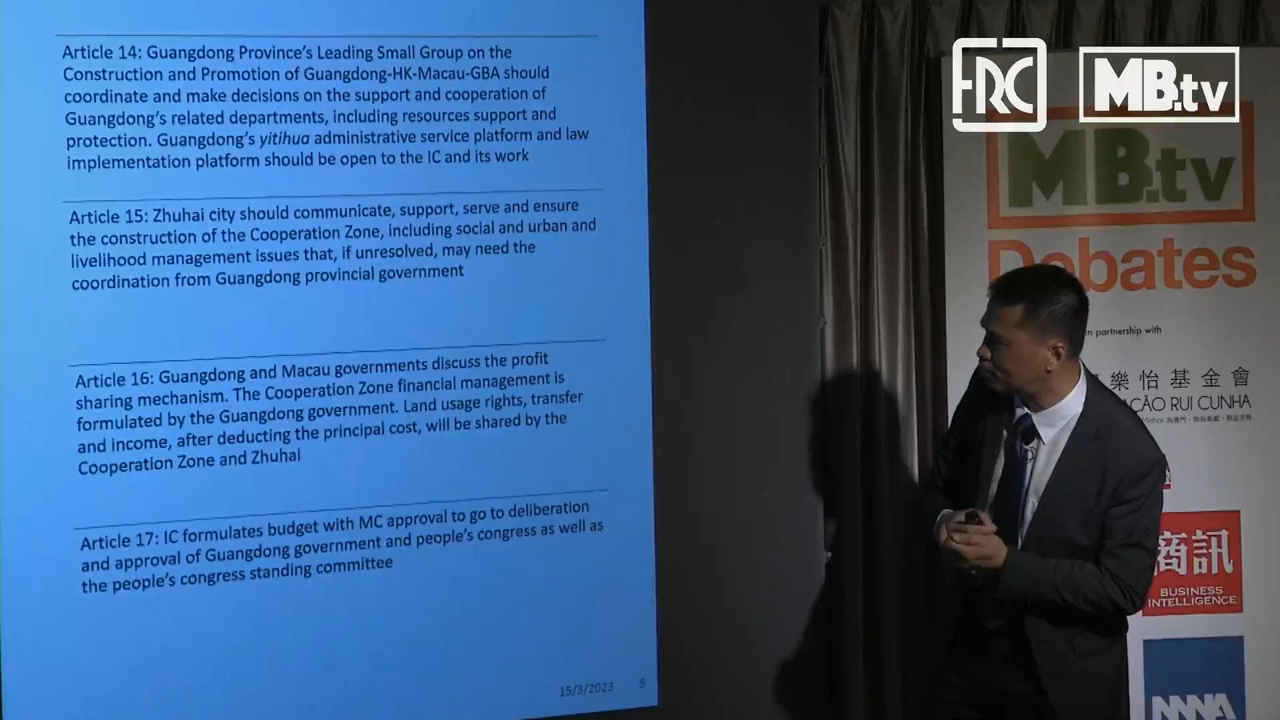 Article 14: Guangdong Province's Leading Small Group on the
Construction and Promotion of Guangdong-HK-Macau-GBA should
coordinate and make decisions on the support and cooperation of
Guangdong's related departments, including resources support and
protection. Guangdong's yitihua administrative service platform and law
implementation platform should be open to the IC and its work
Article 15: Zhuhai city should communicate, support, serve and ensure
the construction of the Cooperation Zone, including social and urban and
livelihood management issues that, if unresolved, may need the
coordination from Guangdong provincial government
Article 16: Guangdong and Macau governments discuss the profit
sharing mechanism. The Cooperation Zone financial management is
formulated by the Guangdong government. Land usage rights, transfer
and income, after deducting the principal cost, will be shared by the
Cooperation Zone and Zhuhai
Article 17: IC formulates budget with MC approval to go to deliberation
and approval of Guangdong government and people's congress as well as
the people's congress standing committee
15/3/2023 5
FRC MB.tv
MB.tv
Debates
in partnership with
樂怡基金會
AÇÃO RUI CUNHA
商訊
BUSINESS
INTELLIGENCE